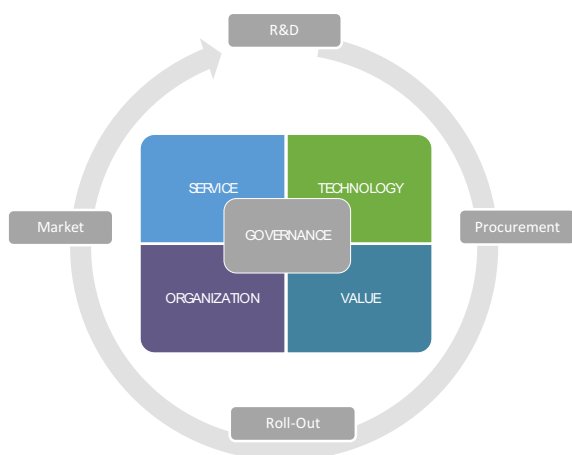 R&D
SERVICE
TECHNOLOGY
Market
GOVERNANCE
Procurement
ORGANIZATION
VALUE
Roll-Out